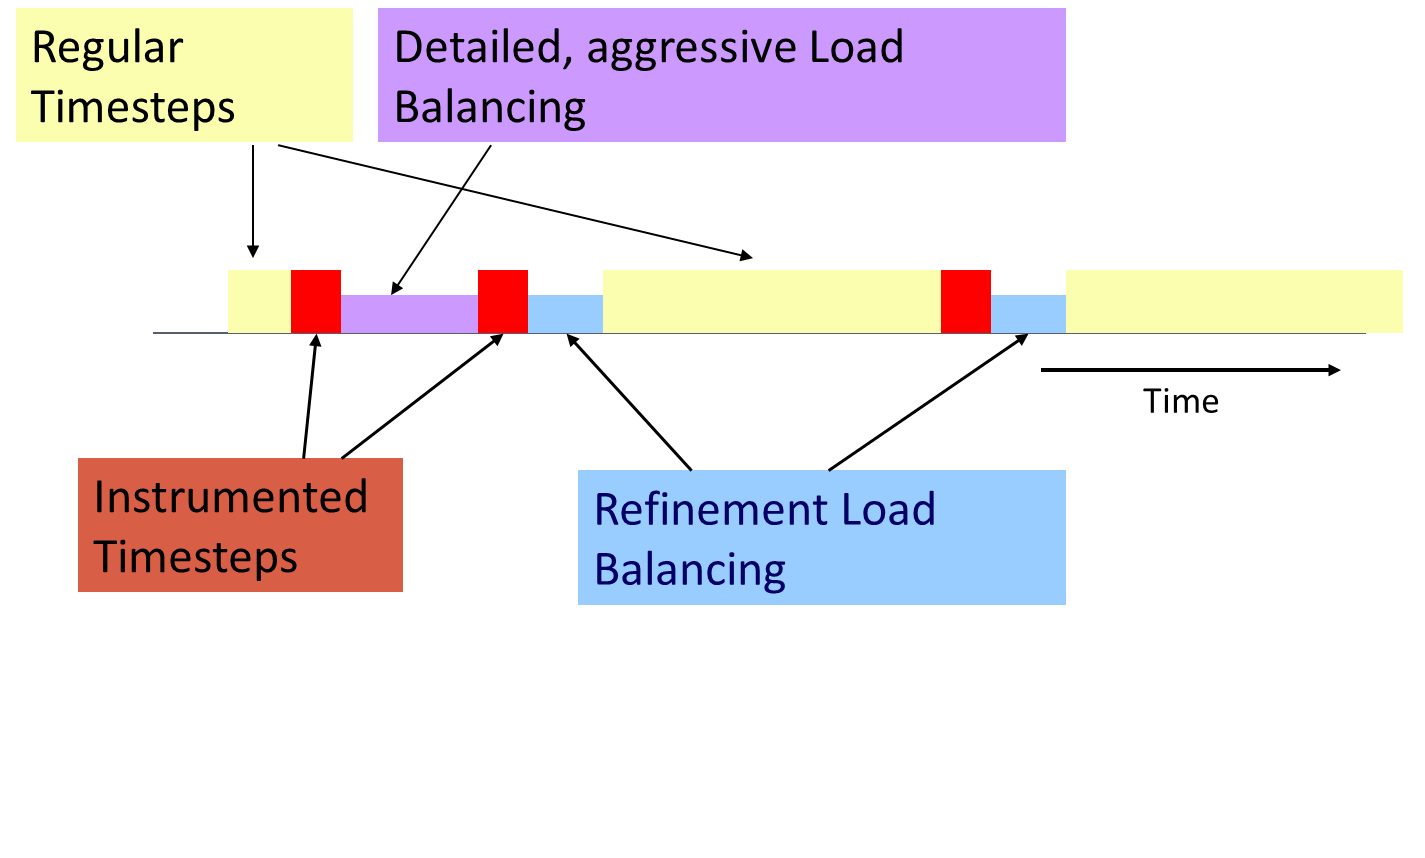 Regular
Timesteps
Detailed, aggressive Load
Balancing
Time
Instrumented
Timesteps
Refinement Load
Balancing